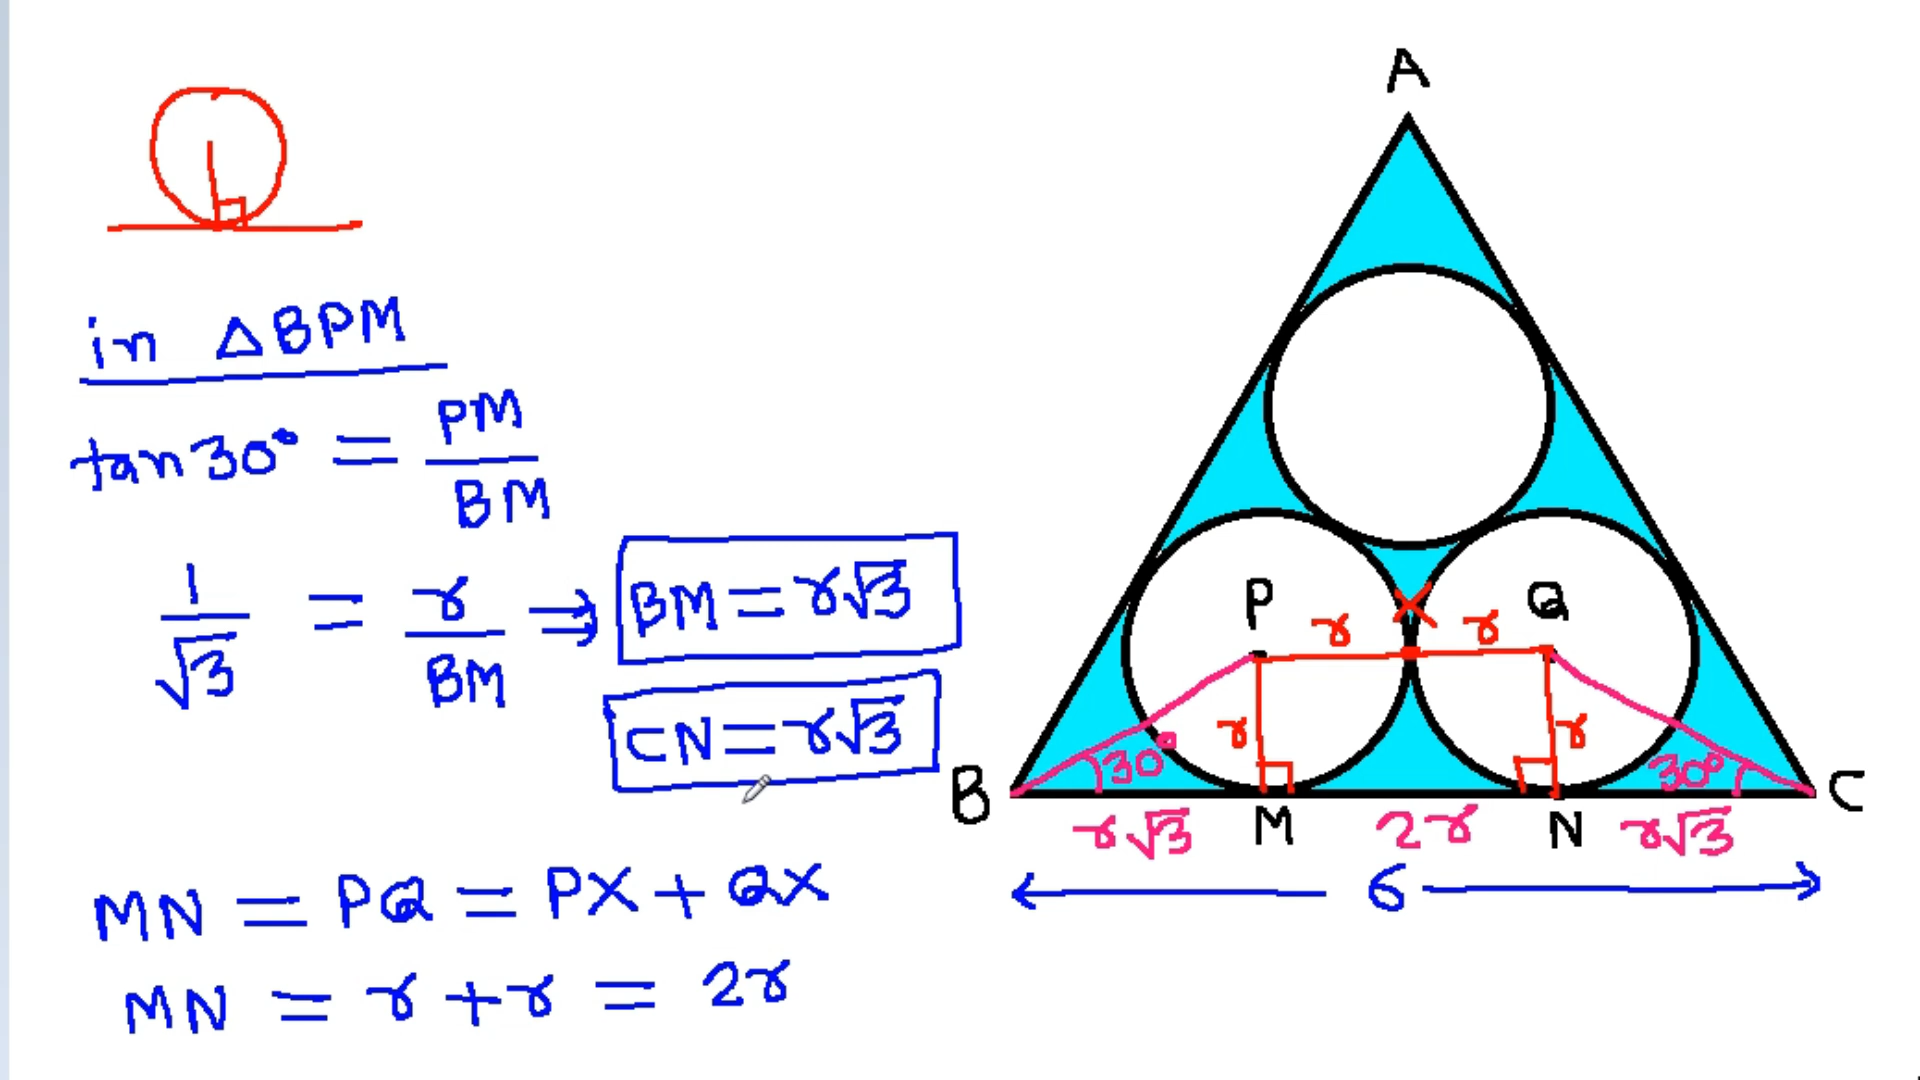 in △BPM
tan30° = PM/BM
1/√3 = r/BM ⇒ BM = r√3
CN = r√3
MN = PQ = PX + QX
MN = r + r = 2r
A
P Q
X
r r
r r
30° 30°
B C
r√3 M 2r N r√3
6